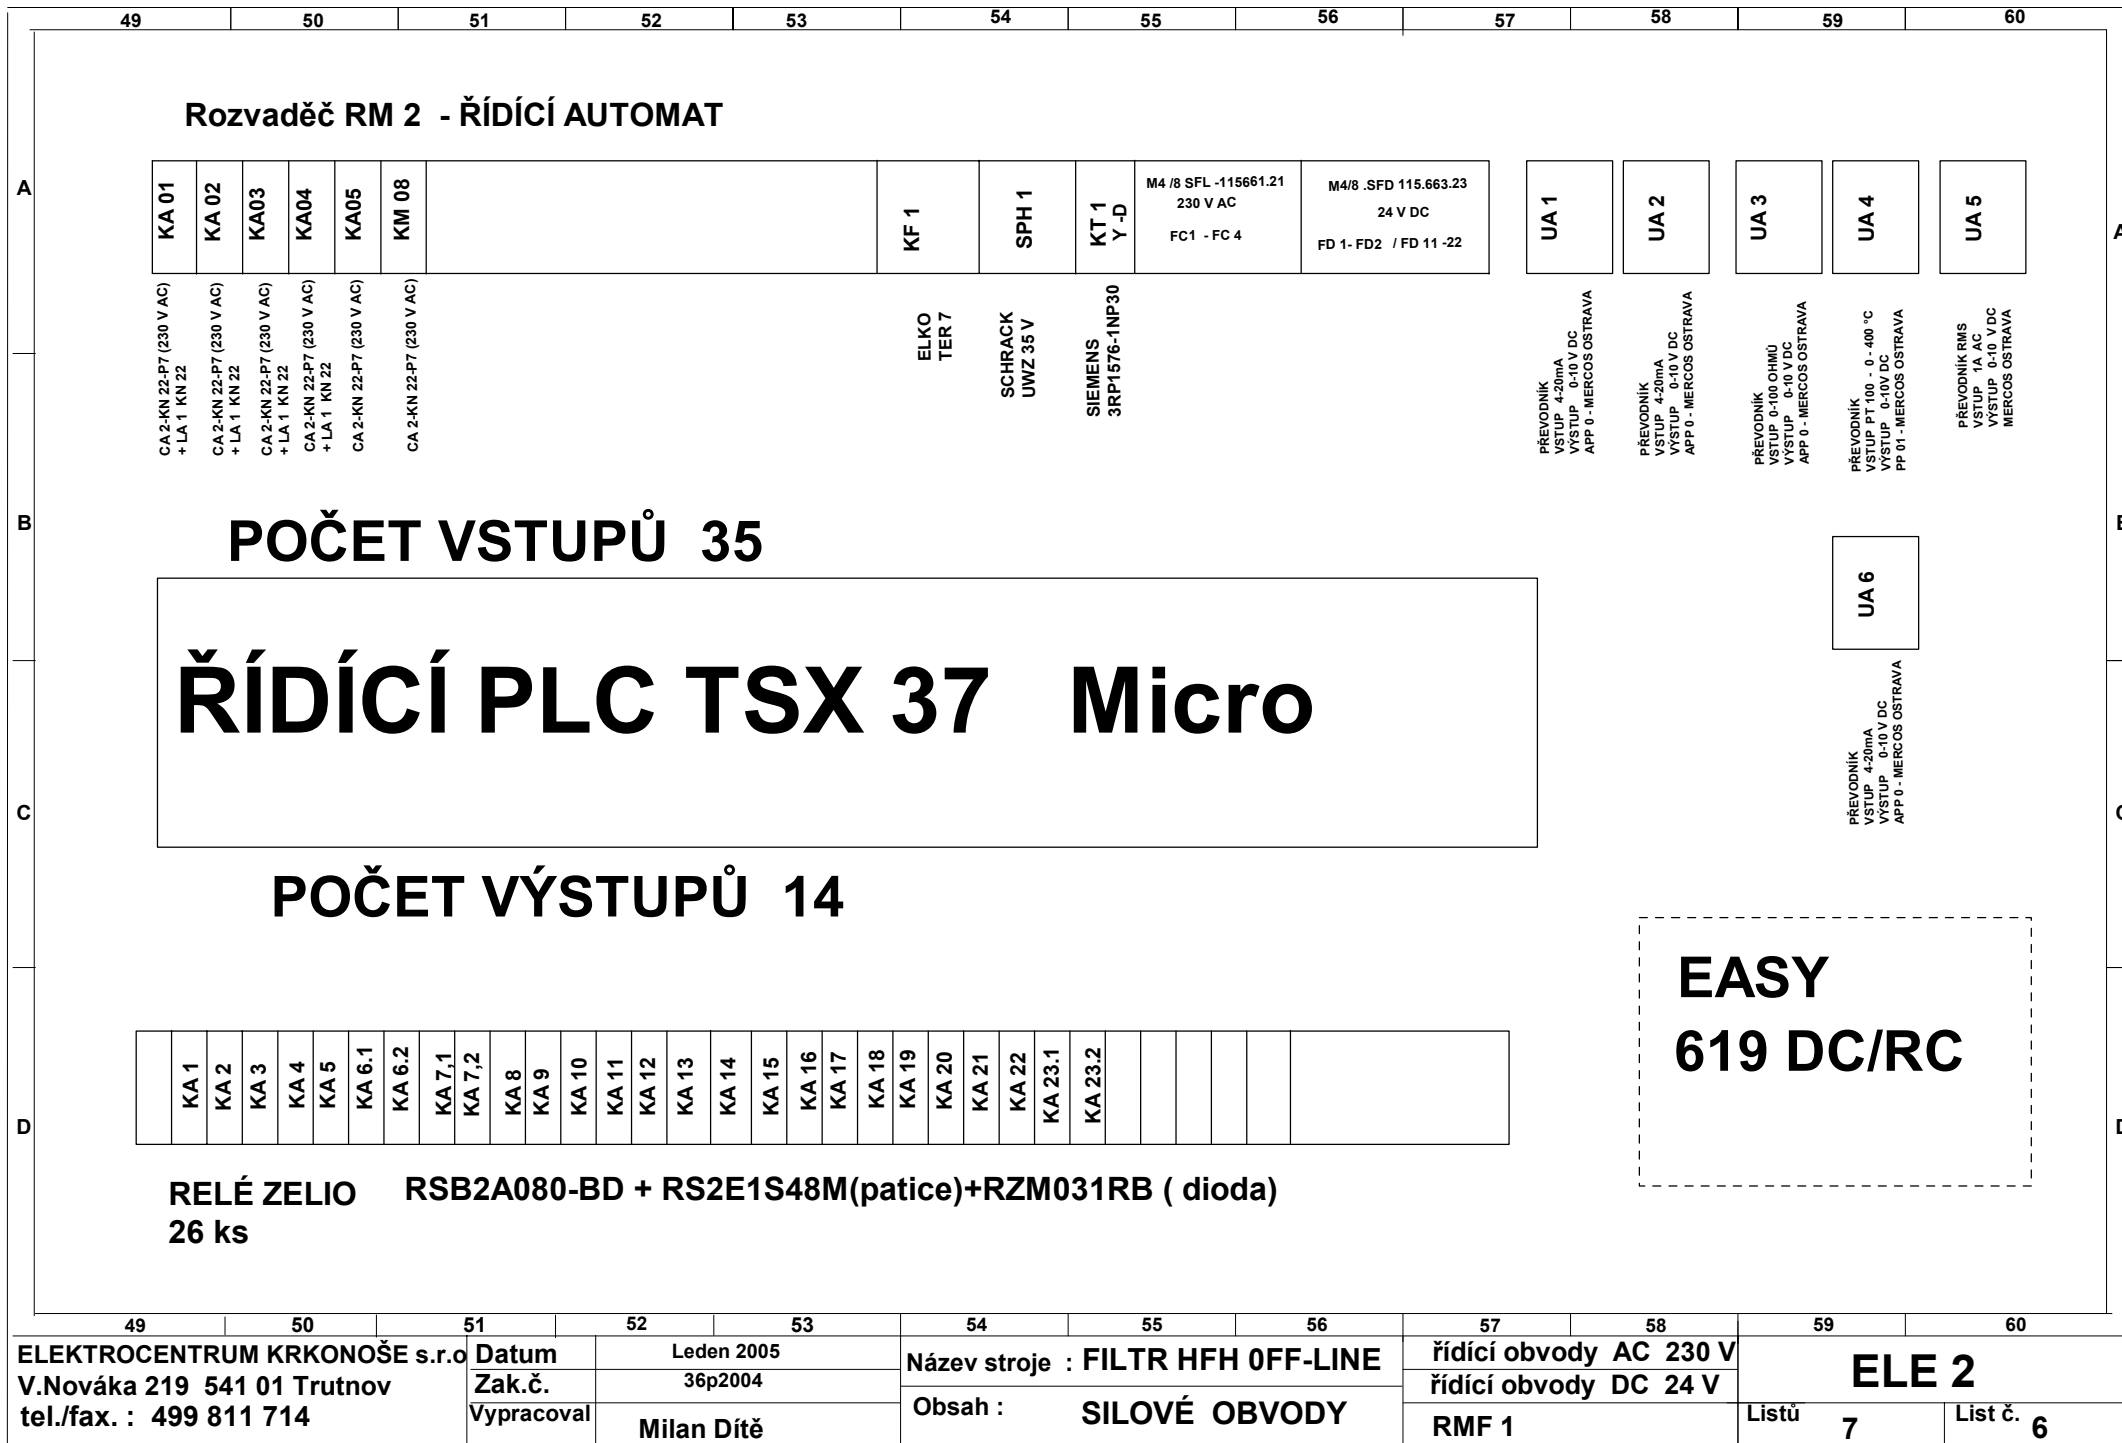 49 50 51 52 53 54 55 56 57 58 59 60
Rozvaděč RM 2 - ŘÍDÍCÍ AUTOMAT
A
A
KA 01
KA 02
KA03
KA04
KA05
KM 08
KF 1
SPH 1
KT 1
Y -D
M4 /8 SFL -115661.21
230 V AC
FC1 - FC 4
M4/8 .SFD 115.663.23
24 V DC
FD 1- FD2 / FD 11 -22
UA 1
UA 2
UA 3
UA 4
UA 5
CA 2-KN 22-P7 (230 V AC)
+ LA 1 KN 22
CA 2-KN 22-P7 (230 V AC)
+ LA 1 KN 22
CA 2-KN 22-P7 (230 V AC)
+ LA 1 KN 22
CA 2-KN 22-P7 (230 V AC)
+ LA 1 KN 22
CA 2-KN 22-P7 (230 V AC)
CA 2-KN 22-P7 (230 V AC)
ELKO
TER 7
SCHRACK
UWZ 35 V
SIEMENS
3RP1576-1NP30
PŘEVODNÍK
VSTUP 4-20mA
VÝSTUP 0-10 V DC
APP 0 - MERCOS OSTRAVA
PŘEVODNÍK
VSTUP 4-20mA
VÝSTUP 0-10 V DC
APP 0 - MERCOS OSTRAVA
PŘEVODNÍK
VSTUP 0-100 OHMŮ
VÝSTUP 0-10 V DC
APP 0 - MERCOS OSTRAVA
PŘEVODNÍK
VSTUP PT 100 - 0 - 400 °C
VÝSTUP 0-10V DC
PP 01 - MERCOS OSTRAVA
PŘEVODNÍK RMS
VSTUP 1A AC
VÝSTUP 0-10 V DC
MERCOS OSTRAVA
B
POČET VSTUPŮ 35
UA 6
ŘÍDÍCÍ PLC TSX 37 Micro
PŘEVODNÍK
VSTUP 4-20mA
VÝSTUP 0-10 V DC
APP 0 - MERCOS OSTRAVA
C
POČET VÝSTUPŮ 14
EASY
619 DC/RC
D
KA 1
KA 2
KA 3
KA 4
KA 5
KA 6.1
KA 6.2
KA 7,1
KA 7,2
KA 8
KA 9
KA 10
KA 11
KA 12
KA 13
KA 14
KA 15
KA 16
KA 17
KA 18
KA 19
KA 20
KA 21
KA 22
KA 23.1
KA 23.2
RELÉ ZELIO RSB2A080-BD + RS2E1S48M(patice)+RZM031RB ( dioda)
26 ks
49 50 51 52 53 54 55 56 57 58 59 60
ELEKTROCENTRUM KRKONOŠE s.r.o
V.Nováka 219 541 01 Trutnov
tel./fax. : 499 811 714
Datum Leden 2005
Zak.č. 36p2004
Vypracoval Milan Dítě
Název stroje : FILTR HFH 0FF-LINE
Obsah : SILOVÉ OBVODY
řídící obvody AC 230 V
řídící obvody DC 24 V
RMF 1
ELE 2
Listů 7
List č. 6